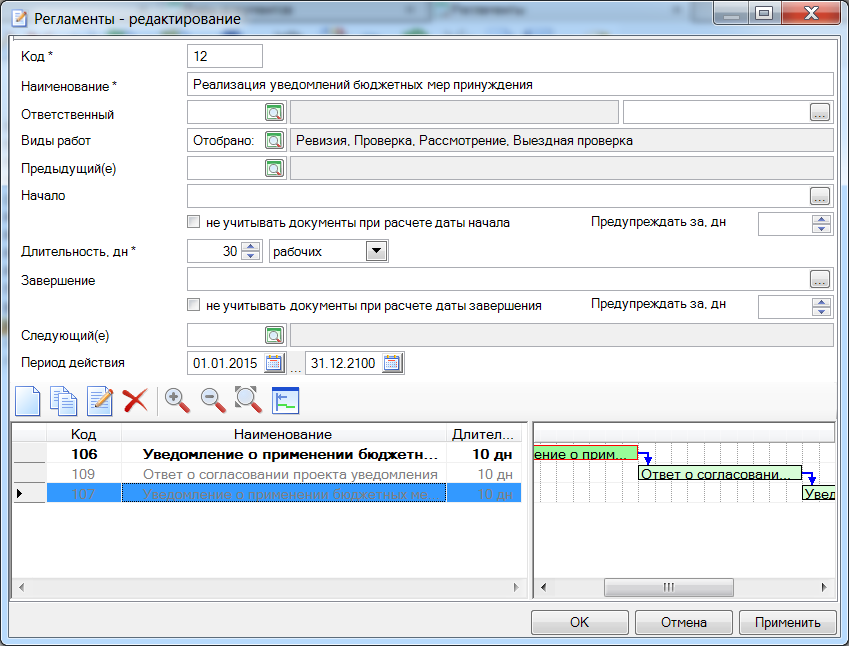 Регламенты - редактирование
Код *
12
Наименование *
Реализация уведомлений бюджетных мер принуждения
Ответственный
...
Виды работ
Отобрано:
Ревизия, Проверка, Рассмотрение, Выездная проверка
Предыдущий(е)
Начало
...
не учитывать документы при расчете даты начала
Предупреждать за, дн
Длительность, дн *
30
рабочих
Завершение
...
не учитывать документы при расчете даты завершения
Предупреждать за, дн
Следующий(е)
Период действия
01.01.2015
...
31.12.2100
Код Наименование Длител...
106 Уведомление о применении бюджетн... 10 дн
ение о прим...
109 Ответ о согласовании проекта уведомления 10 дн
Ответ о согласовани...
107 Уведомление о применении бюджетных ме 10 дн
Увед
OK Отмена Применить